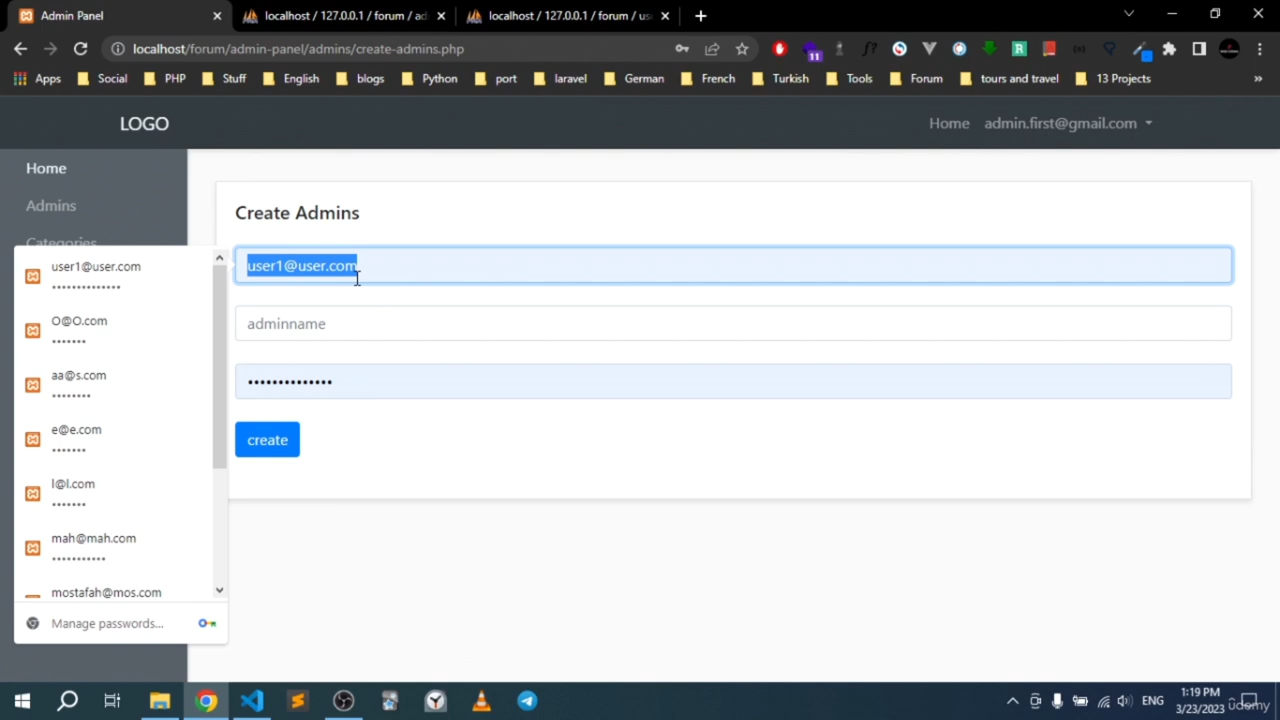 Admin Panel
localhost / 127.0.0.1 / forum / ad
localhost / 127.0.0.1 / forum / us
localhost/forum/admin-panel/admins/create-admins.php
11
Apps
Social
PHP
Stuff
English
blogs
Python
port
laravel
German
French
Turkish
Tools
Forum
tours and travel
13 Projects
»
LOGO
Home
admin.first@gmail.com
Home
Admins
Categories
Create Admins
user1@user.com
adminname
••••••••••••••
create
user1@user.com
••••••••••••••
O@O.com
•••••••
aa@s.com
••••••••
e@e.com
•••••••
l@l.com
•••••••
mah@mah.com
•••••••••••
mostafah@mos.com
Manage passwords...
ENG
1:19 PM
3/23/2023
udemy